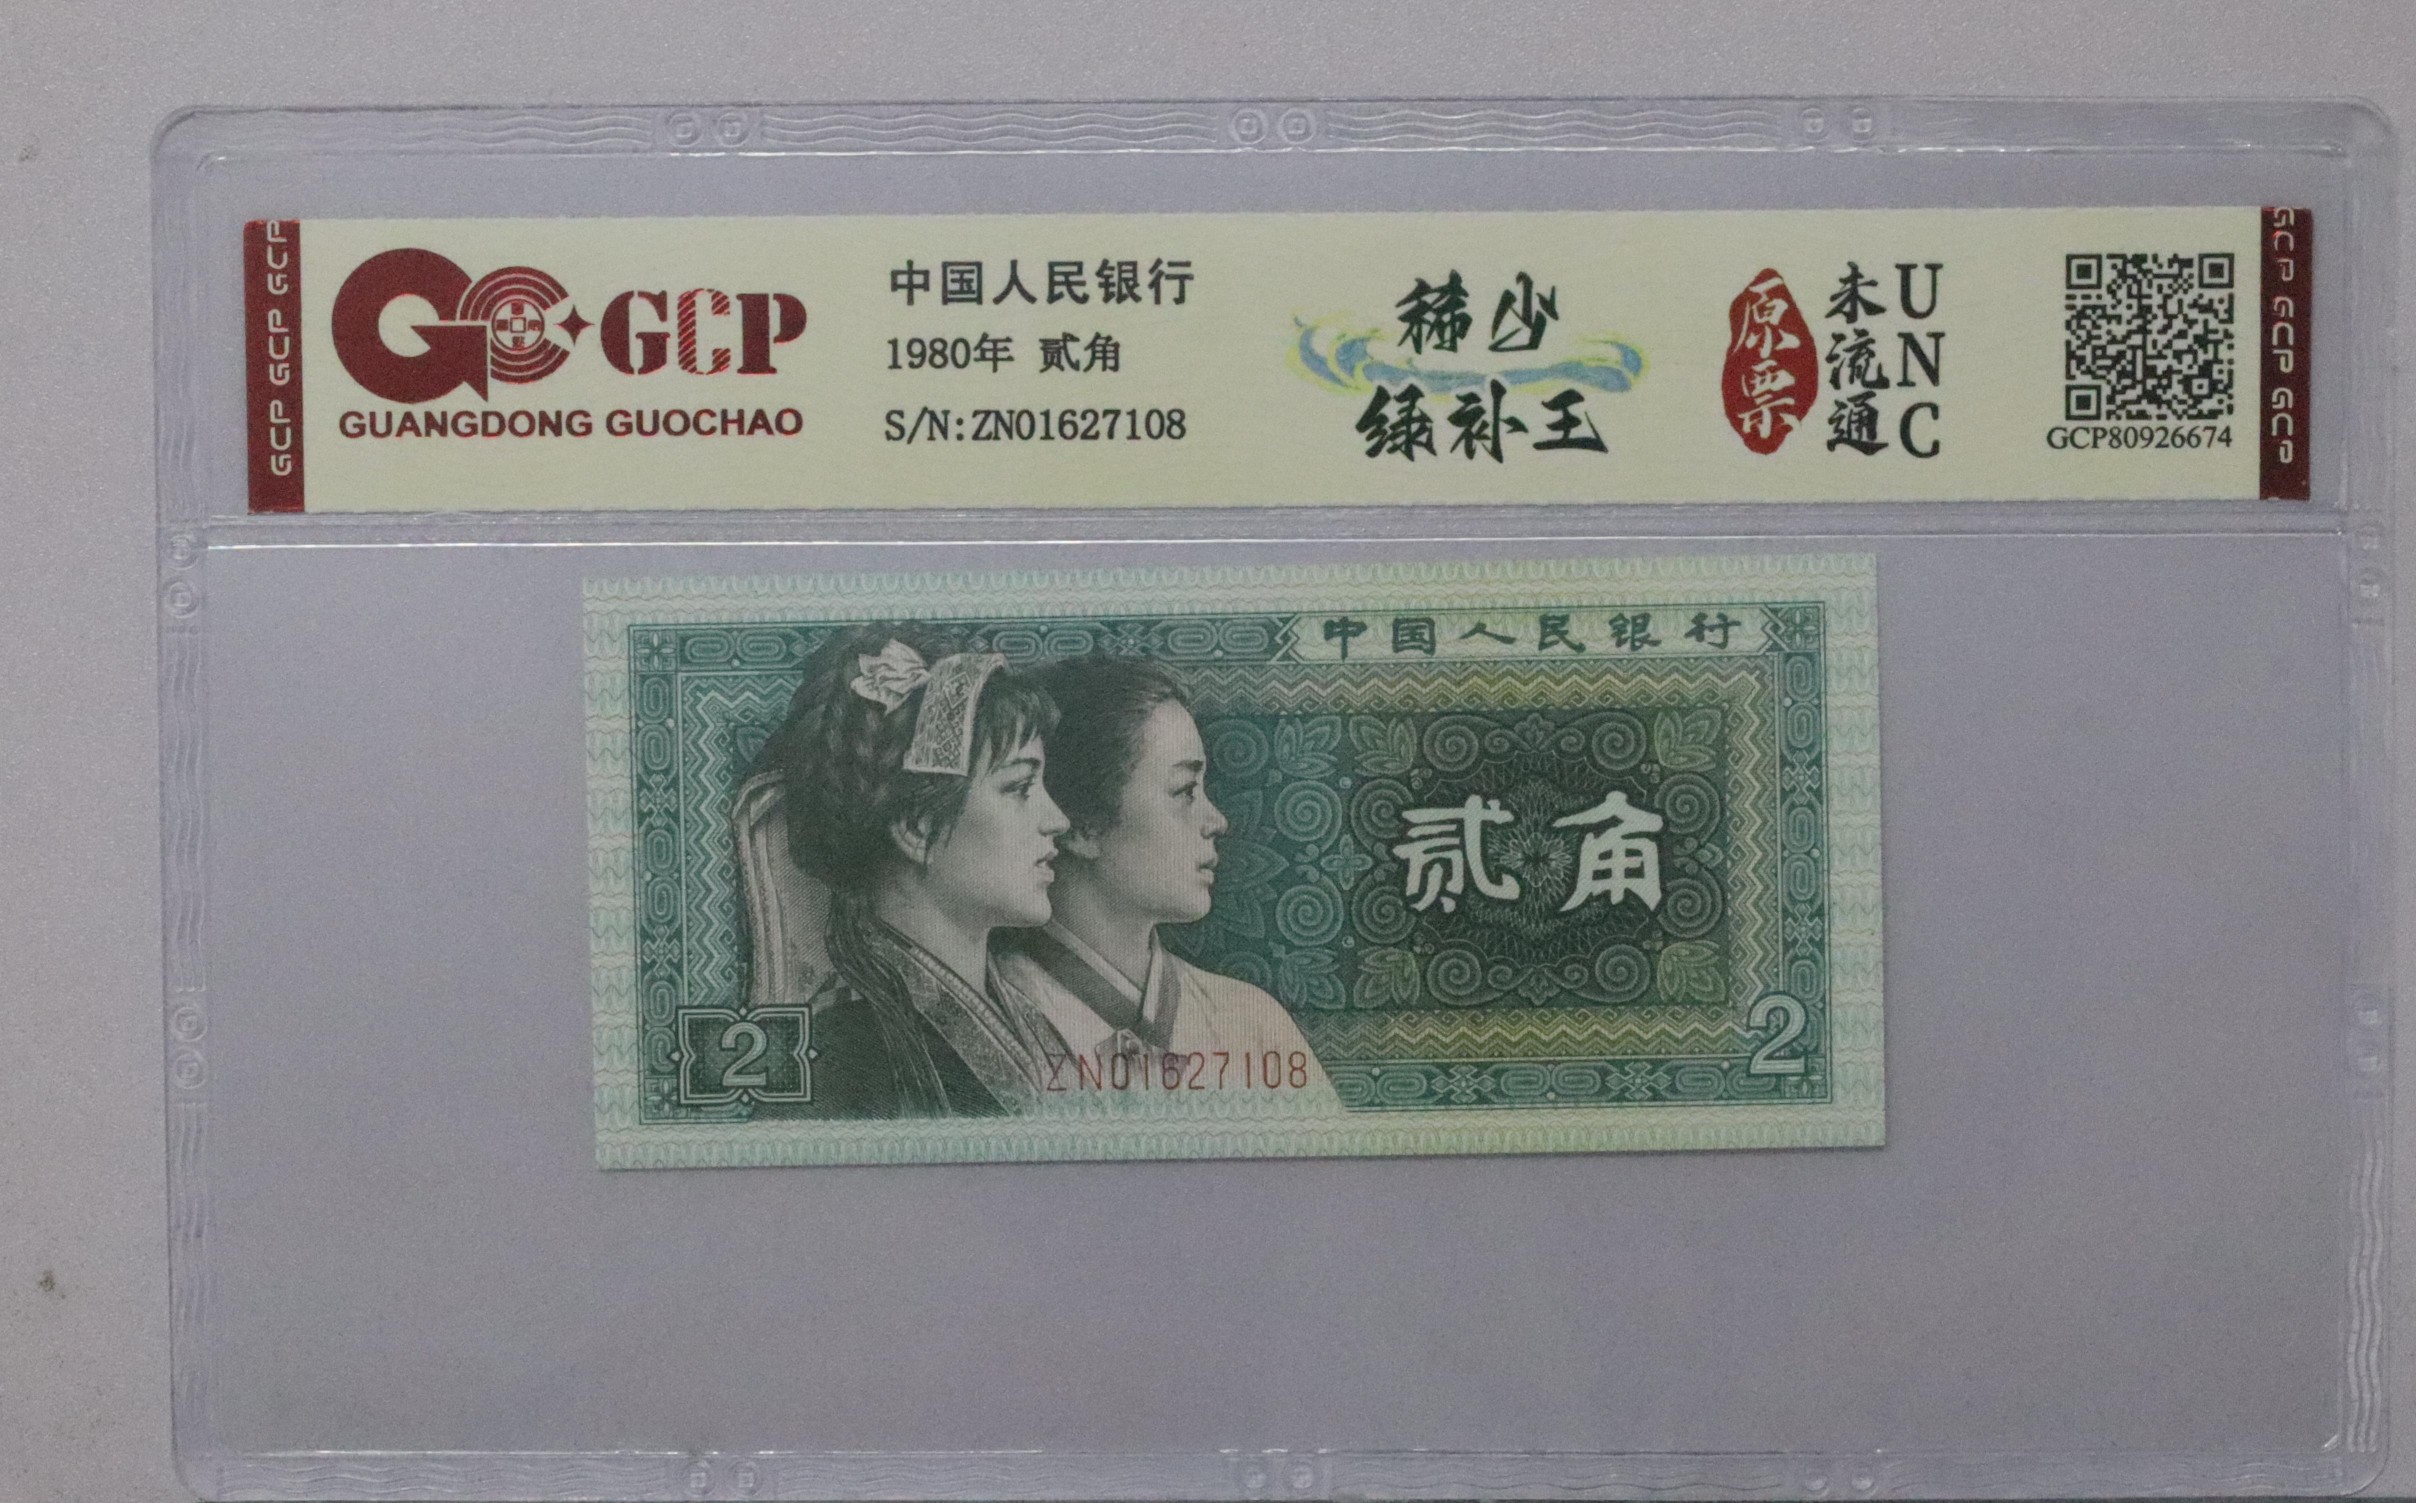 GCP GCP GCP
GCP
GUANGDONG GUOCHAO
中国人民银行
1980年 贰角
S/N:ZN01627108
稀少
绿补王
原票
未流通
UNC
GCP80926674
GCP GCP GCP
中国人民银行
贰角
2
2
ZN01627108